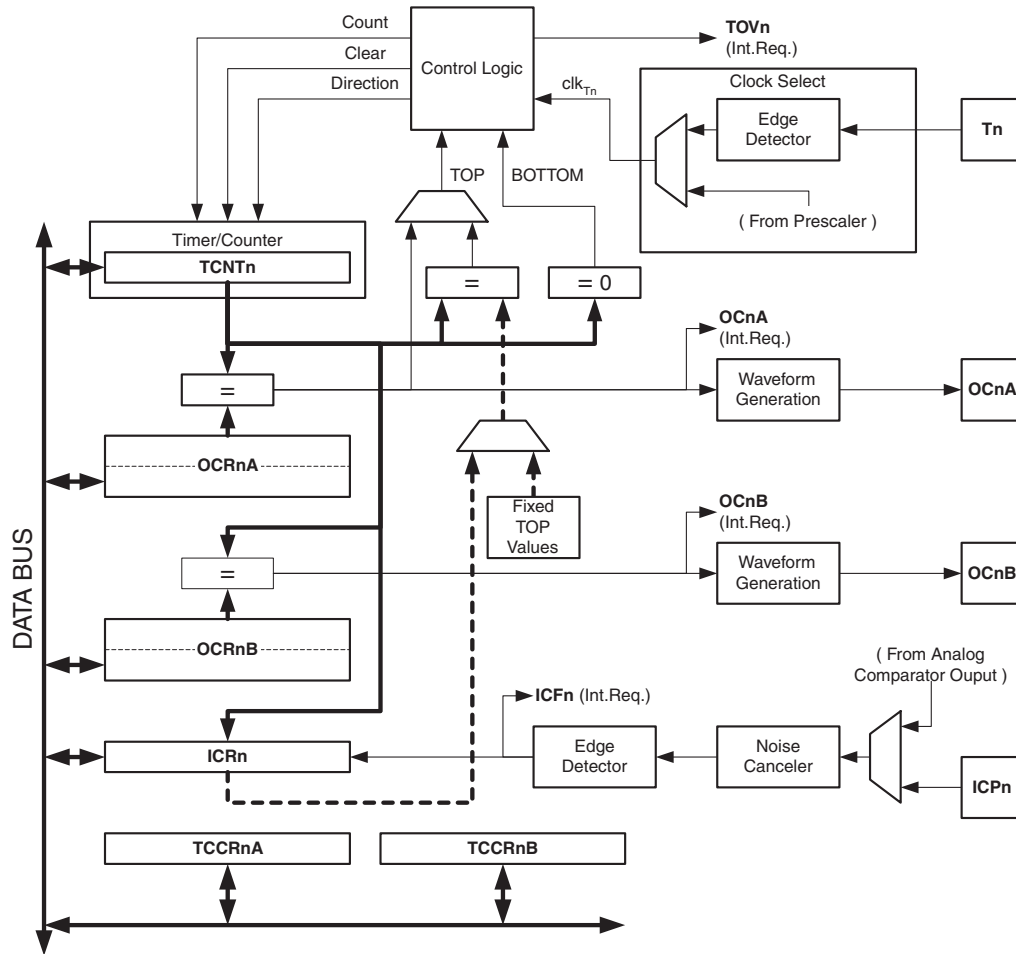 Count
Clear
Direction
Control Logic
TOVn
(Int.Req.)
clkTn
Clock Select
Edge
Detector
Tn
( From Prescaler )
TOP
BOTTOM
Timer/Counter
TCNTn
=
= 0
OCnA
(Int.Req.)
=
Waveform
Generation
OCnA
OCRnA
Fixed
TOP
Values
OCnB
(Int.Req.)
=
Waveform
Generation
OCnB
DATA BUS
OCRnB
( From Analog
Comparator Ouput )
ICFn (Int.Req.)
ICRn
Edge
Detector
Noise
Canceler
ICPn
TCCRnA
TCCRnB